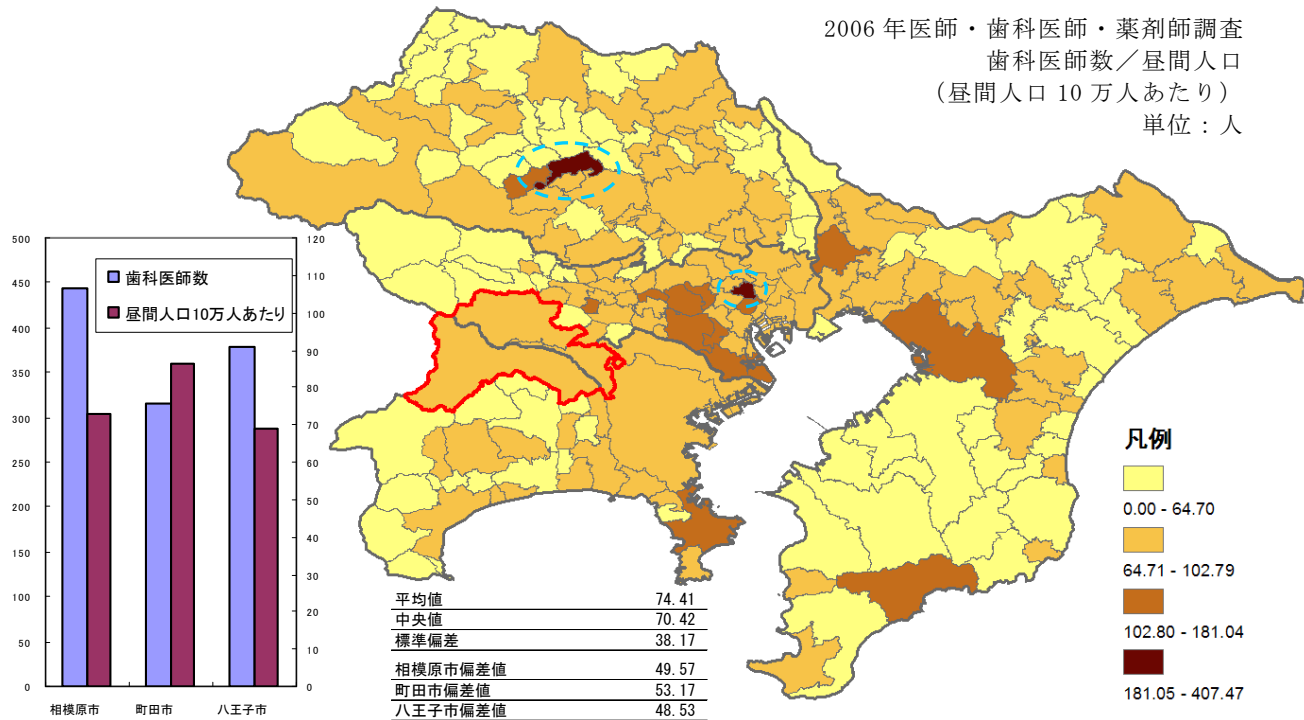 2006 年医師・歯科医師・薬剤師調査
歯科医師数／昼間人口
（昼間人口 10 万人あたり）
単位：人
500
450
400
350
300
250
200
150
100
50
0
歯科医師数
昼間人口10万人あたり
120
110
100
90
80
70
60
50
40
30
20
10
0
相模原市
町田市
八王子市
平均値 74.41
中央値 70.42
標準偏差 38.17
相模原市偏差値 49.57
町田市偏差値 53.17
八王子市偏差値 48.53
凡例
0.00 - 64.70
64.71 - 102.79
102.80 - 181.04
181.05 - 407.47